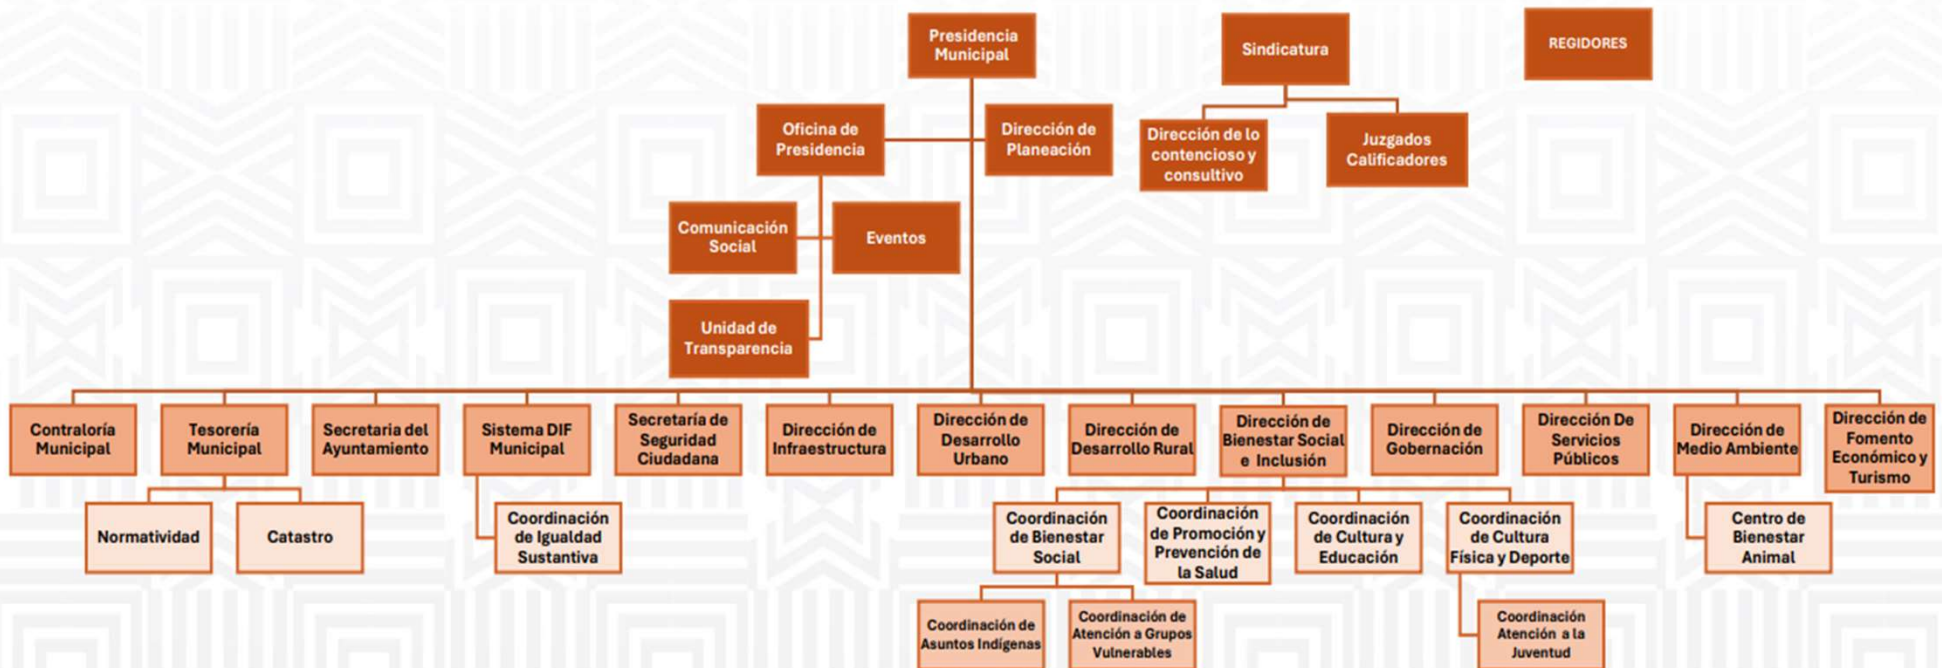 Presidencia
Municipal
Sindicatura
REGIDORES
Oficina de
Presidencia
Dirección de
Planeación
Dirección de lo
contencioso y
consultivo
Juzgados
Calificadores
Comunicación
Social
Eventos
Unidad de
Transparencia
Contraloría
Municipal
Tesorería
Municipal
Secretaria del
Ayuntamiento
Sistema DIF
Municipal
Secretaría de
Seguridad
Ciudadana
Dirección de
Infraestructura
Dirección de
Desarrollo
Urbano
Dirección de
Desarrollo Rural
Dirección de
Bienestar Social
e Inclusión
Dirección de
Gobernación
Dirección De
Servicios
Públicos
Dirección de
Medio Ambiente
Dirección de
Fomento
Económico y
Turismo
Normatividad
Catastro
Coordinación
de Igualdad
Sustantiva
Coordinación
de Bienestar
Social
Coordinación
de Promoción y
Prevención de
la Salud
Coordinación
de Cultura y
Educación
Coordinación
de Cultura
Física y Deporte
Centro de
Bienestar
Animal
Coordinación de
Asuntos Indígenas
Coordinación de
Atención a Grupos
Vulnerables
Coordinación
Atención a la
Juventud